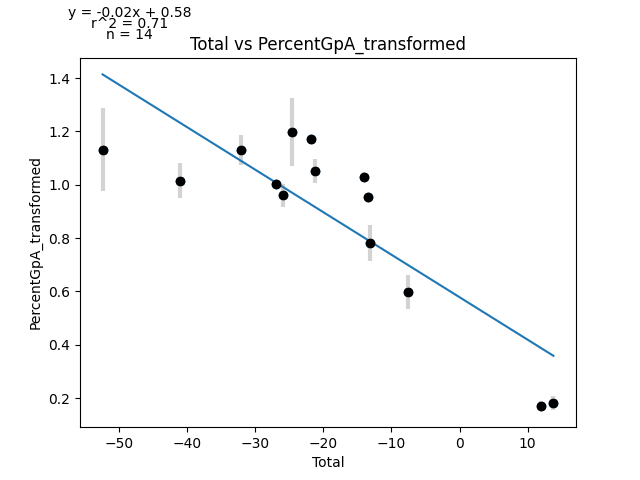 y = -0.02x + 0.58
r^2 = 0.71
n = 14
Total vs PercentGpA_transformed
PercentGpA_transformed
1.4
1.2
1.0
0.8
0.6
0.4
0.2
−50
−40
−30
−20
−10
0
10
Total